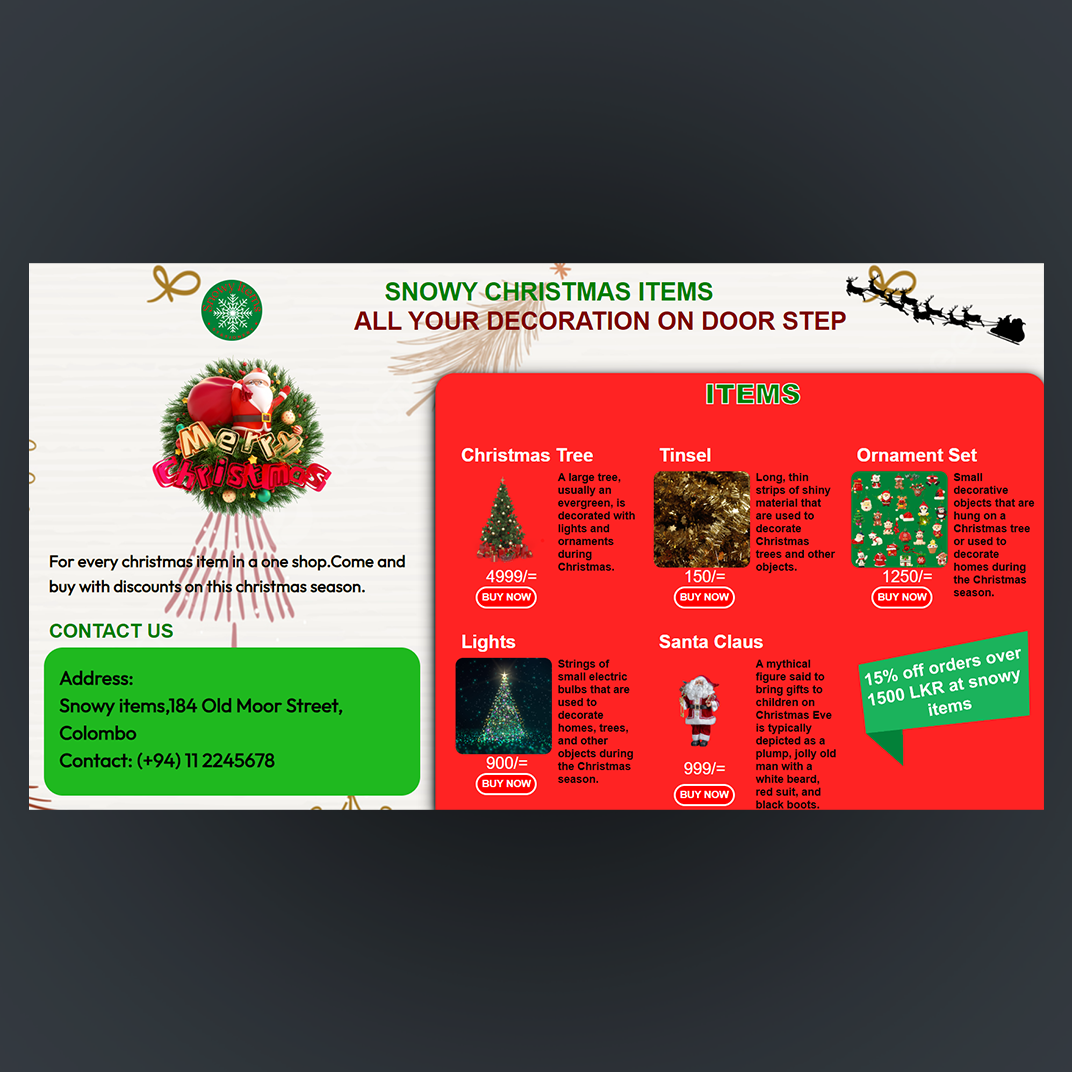 SNOWY CHRISTMAS ITEMS
ALL YOUR DECORATION ON DOOR STEP
Merry
Christmas
For every christmas item in a one shop.Come and
buy with discounts on this christmas season.
CONTACT US
Address:
Snowy items,184 Old Moor Street,
Colombo
Contact: (+94) 11 2245678
ITEMS
Christmas Tree
A large tree,
usually an
evergreen, is
decorated with
lights and
ornaments
during
Christmas.
4999/=
BUY NOW
Tinsel
Long, thin
strips of shiny
material that
are used to
decorate
Christmas
trees and other
objects.
150/=
BUY NOW
Ornament Set
Small
decorative
objects that are
hung on a
Christmas tree
or used to
decorate
homes during
the Christmas
season.
1250/=
BUY NOW
Lights
Strings of
small electric
bulbs that are
used to
decorate
homes, trees,
and other
objects during
the Christmas
season.
900/=
BUY NOW
Santa Claus
A mythical
figure said to
bring gifts to
children on
Christmas Eve
is typically
depicted as a
plump, jolly old
man with a
white beard,
red suit, and
black boots.
999/=
BUY NOW
15% off orders over
1500 LKR at snowy
items